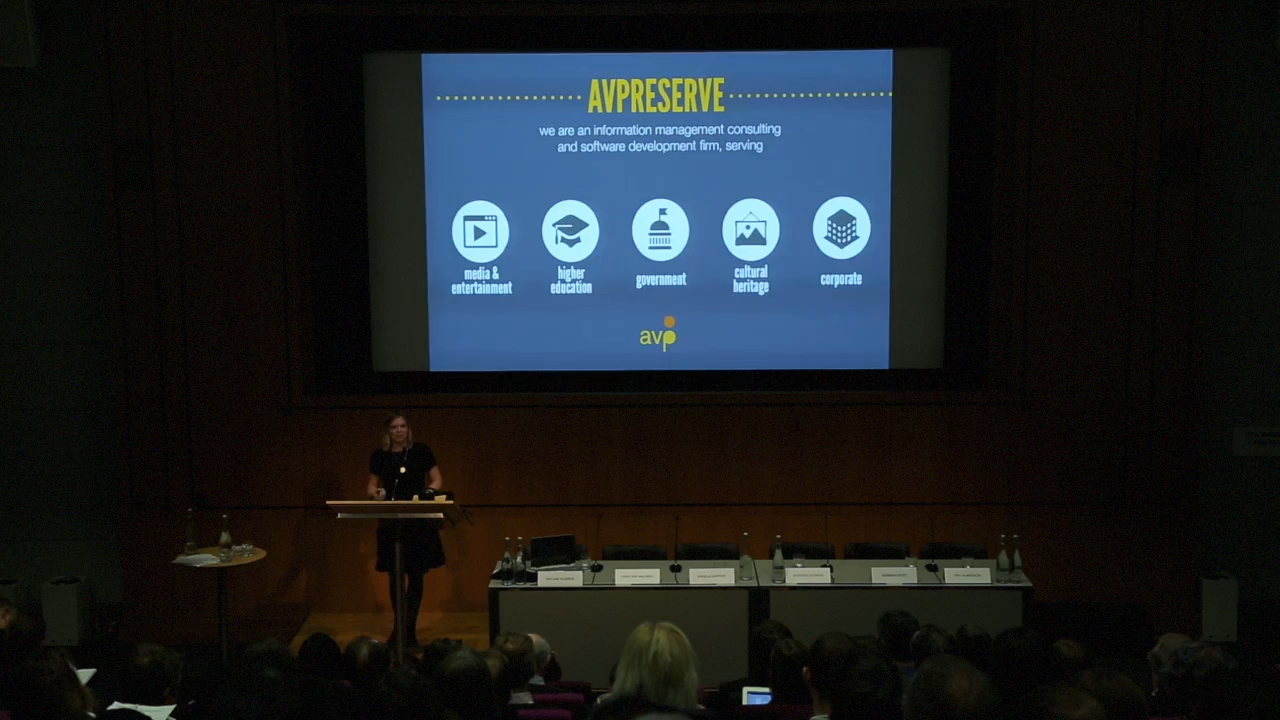 AVPRESERVE
we are an information management consulting
and software development firm, serving
media &
entertainment
higher
education
government
cultural
heritage
corporate
avp